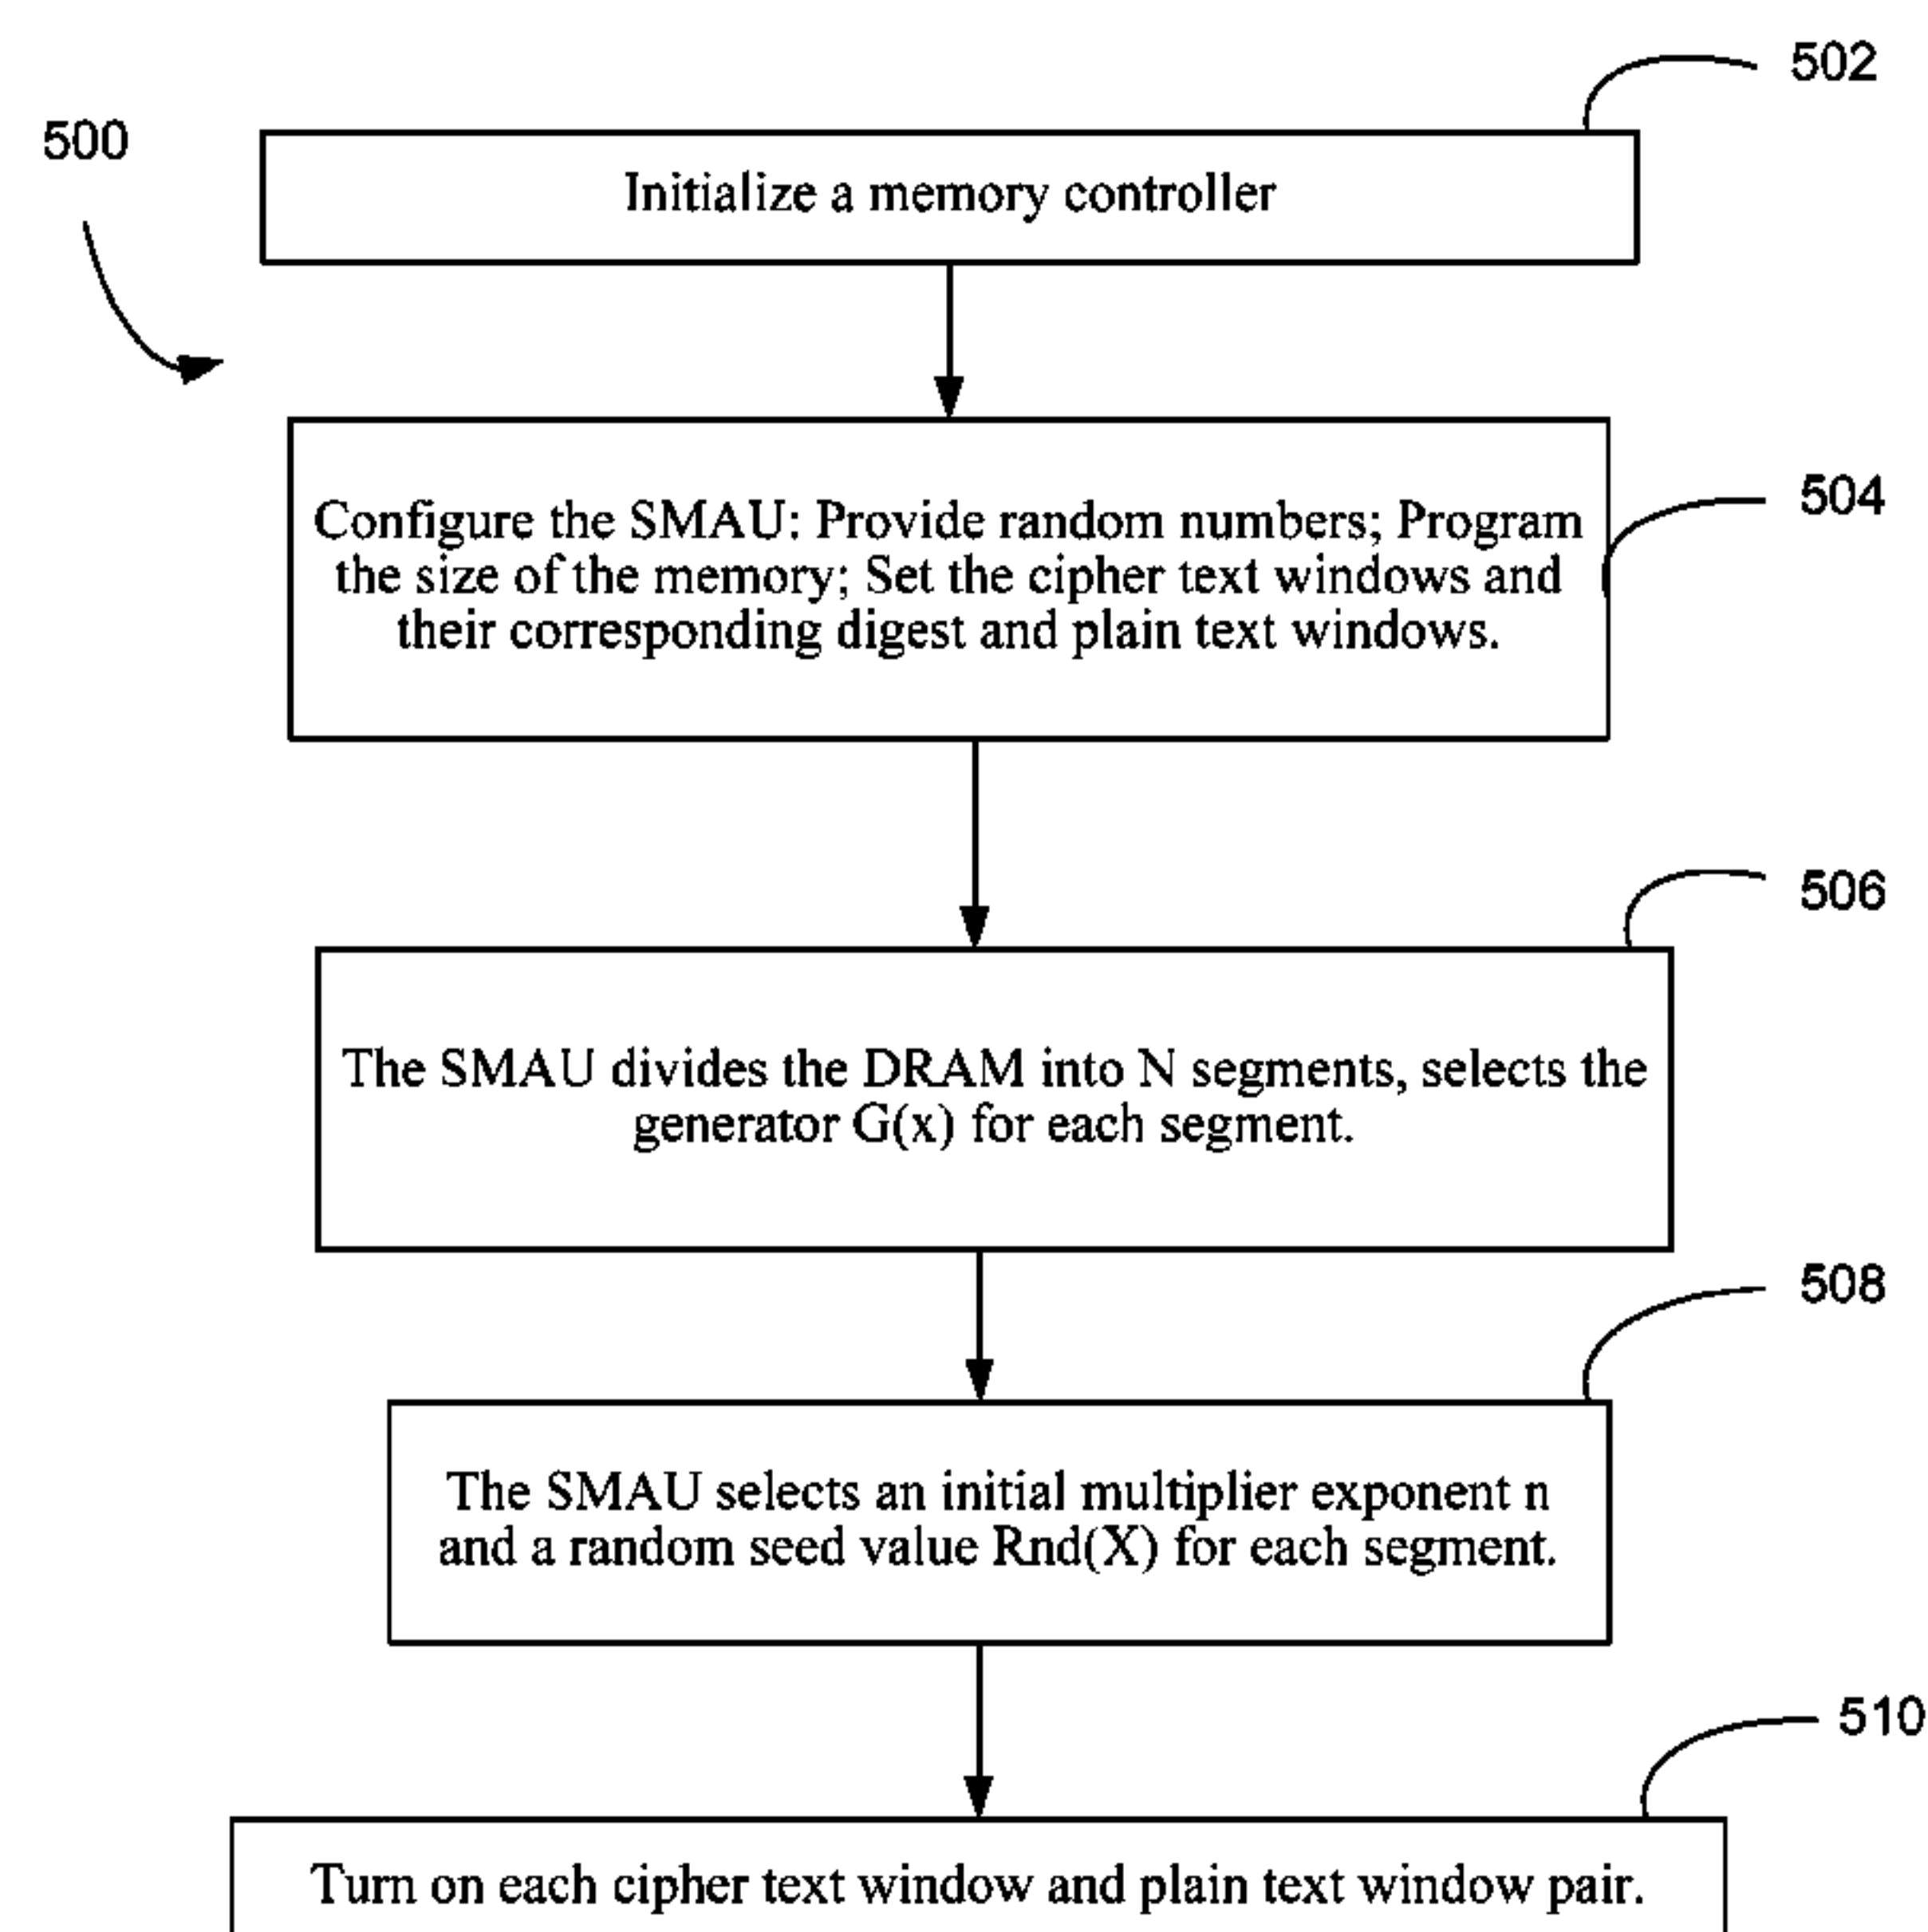 502
500
Initialize a memory controller
504
Configure the SMAU: Provide random numbers; Program
the size of the memory; Set the cipher text windows and
their corresponding digest and plain text windows.
506
The SMAU divides the DRAM into N segments, selects the
generator G(x) for each segment.
508
The SMAU selects an initial multiplier exponent n
and a random seed value Rnd(X) for each segment.
510
Turn on each cipher text window and plain text window pair.